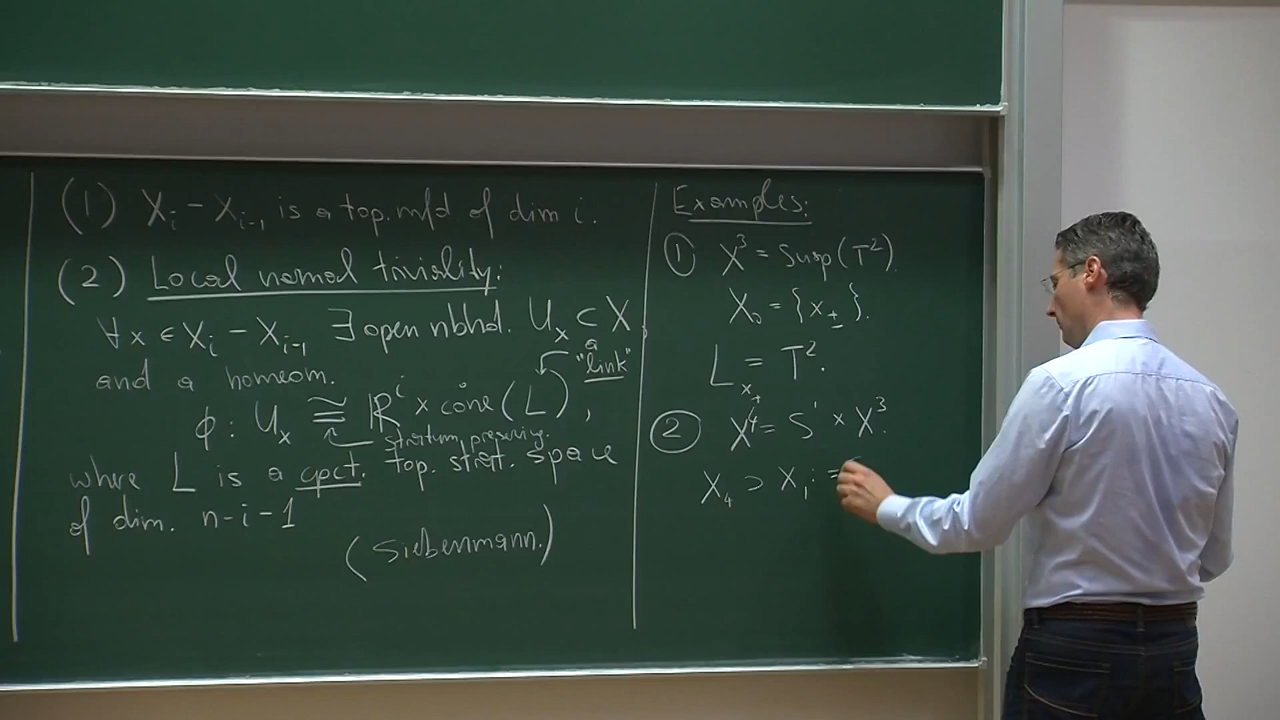 (1) X_i − X_{i-1} is a top. mfd of dim i.
(2) Local normal triviality:
∀x ∈ X_i − X_{i-1} ∃ open nbhd. U_x ⊂ X
and a homeom.
a "link"
φ: U_x ≅ ℝ^i × c̊one(L),
stratum preserving.
where L is a cpct. top. strat. space
of dim. n-i-1
(Siebenmann.)
Examples:
① X^3 = Susp(T^2).
X_0 = {x_±}.
L_{x_±} = T^2.
② X^4 = S^1 × X^3.
X_4 ⊃ X_1 :=